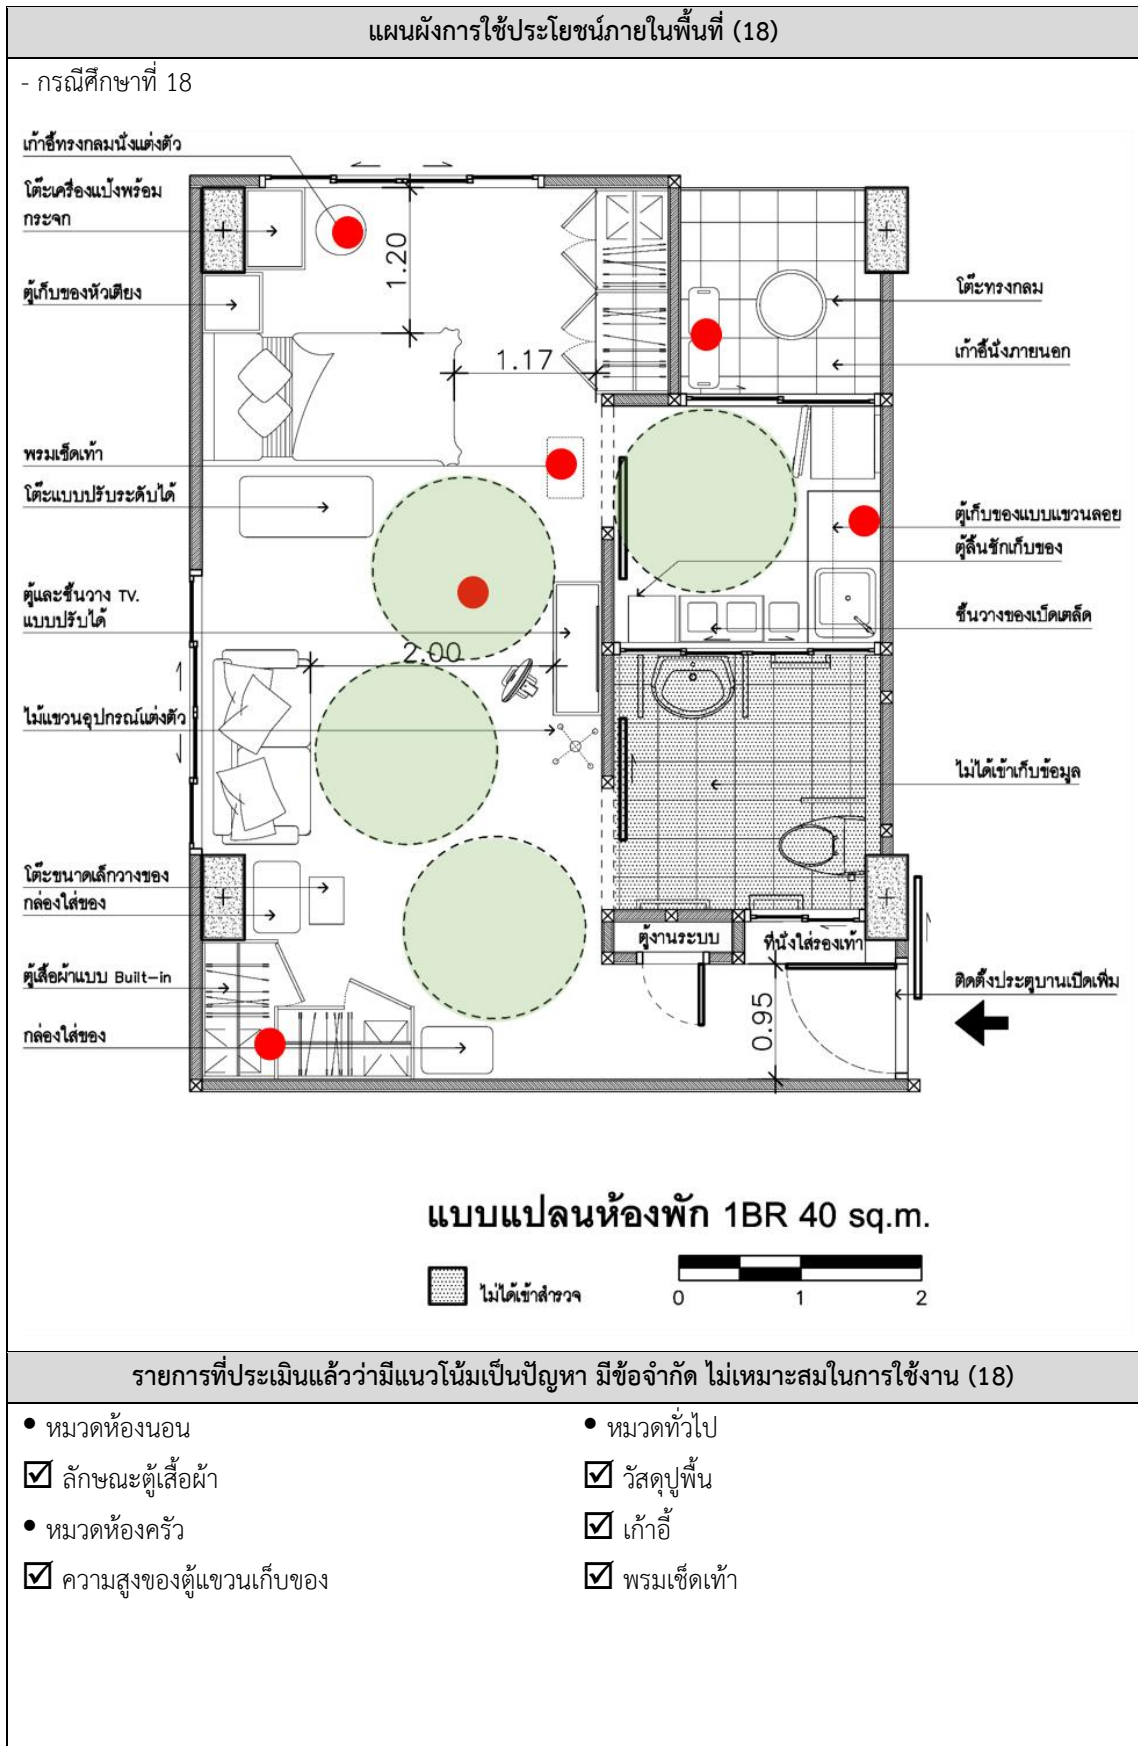 แผนผังการใช้ประโยชน์ภายในพื้นที่ (18)
- กรณีศึกษาที่ 18
เก้าอี้ทรงกลมนั่งแต่งตัว
โต๊ะเครื่องแป้งพร้อม
กระจก
ตู้เก็บของหัวเตียง
พรมเช็ดเท้า
โต๊ะแบบปรับระดับได้
ตู้และชั้นวาง TV.
แบบปรับได้
ไม้แขวนอุปกรณ์แต่งตัว
โต๊ะขนาดเล็กวางของ
กล่องใส่ของ
ตู้เสื้อผ้าแบบ Built-in
กล่องใส่ของ
1.20
1.17
2.00
โต๊ะทรงกลม
เก้าอี้นั่งภายนอก
ตู้เก็บของแบบแขวนลอย
ตู้ลิ้นชักเก็บของ
ชั้นวางของเบ็ดเตล็ด
ไม่ได้เข้าเก็บข้อมูล
ตู้งานระบบ
ที่นั่งใส่รองเท้า
0.95
ติดตั้งประตูบานเปิดเพิ่ม
แบบแปลนห้องพัก 1BR 40 sq.m.
ไม่ได้เข้าสำรวจ
0 1 2
รายการที่ประเมินแล้วว่ามีแนวโน้มเป็นปัญหา มีข้อจำกัด ไม่เหมาะสมในการใช้งาน (18)
• หมวดห้องนอน
☑ ลักษณะตู้เสื้อผ้า
• หมวดห้องครัว
☑ ความสูงของตู้แขวนเก็บของ
• หมวดทั่วไป
☑ วัสดุปูพื้น
☑ เก้าอี้
☑ พรมเช็ดเท้า